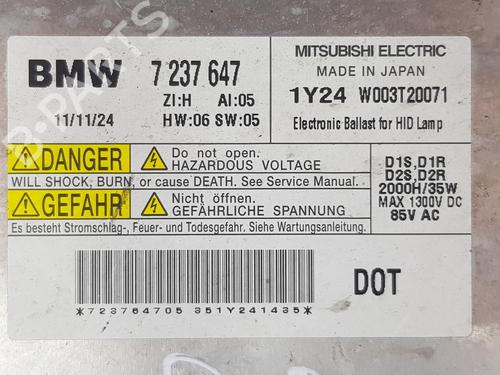 BMW 7 237 647
ZI:H AI:05
11/11/24 HW:06 SW:05
MITSUBISHI ELECTRIC
MADE IN JAPAN
1Y24 W003T20071
Electronic Ballast for HID Lamp
DANGER Do not open.
HAZARDOUS VOLTAGE
WILL SHOCK, BURN, or cause DEATH. See Service Manual.
GEFAHR Nicht öffnen.
GEFÄHRLICHE SPANNUNG
Es besteht Stromschlag-, Feuer- und Todesgefahr. Siehe Wartungsanleitung.
D1S,D1R
D2S,D2R
2000H/35W
MAX 1300V DC
85V AC
DOT
*723764705 351Y241435*
B-PARTS